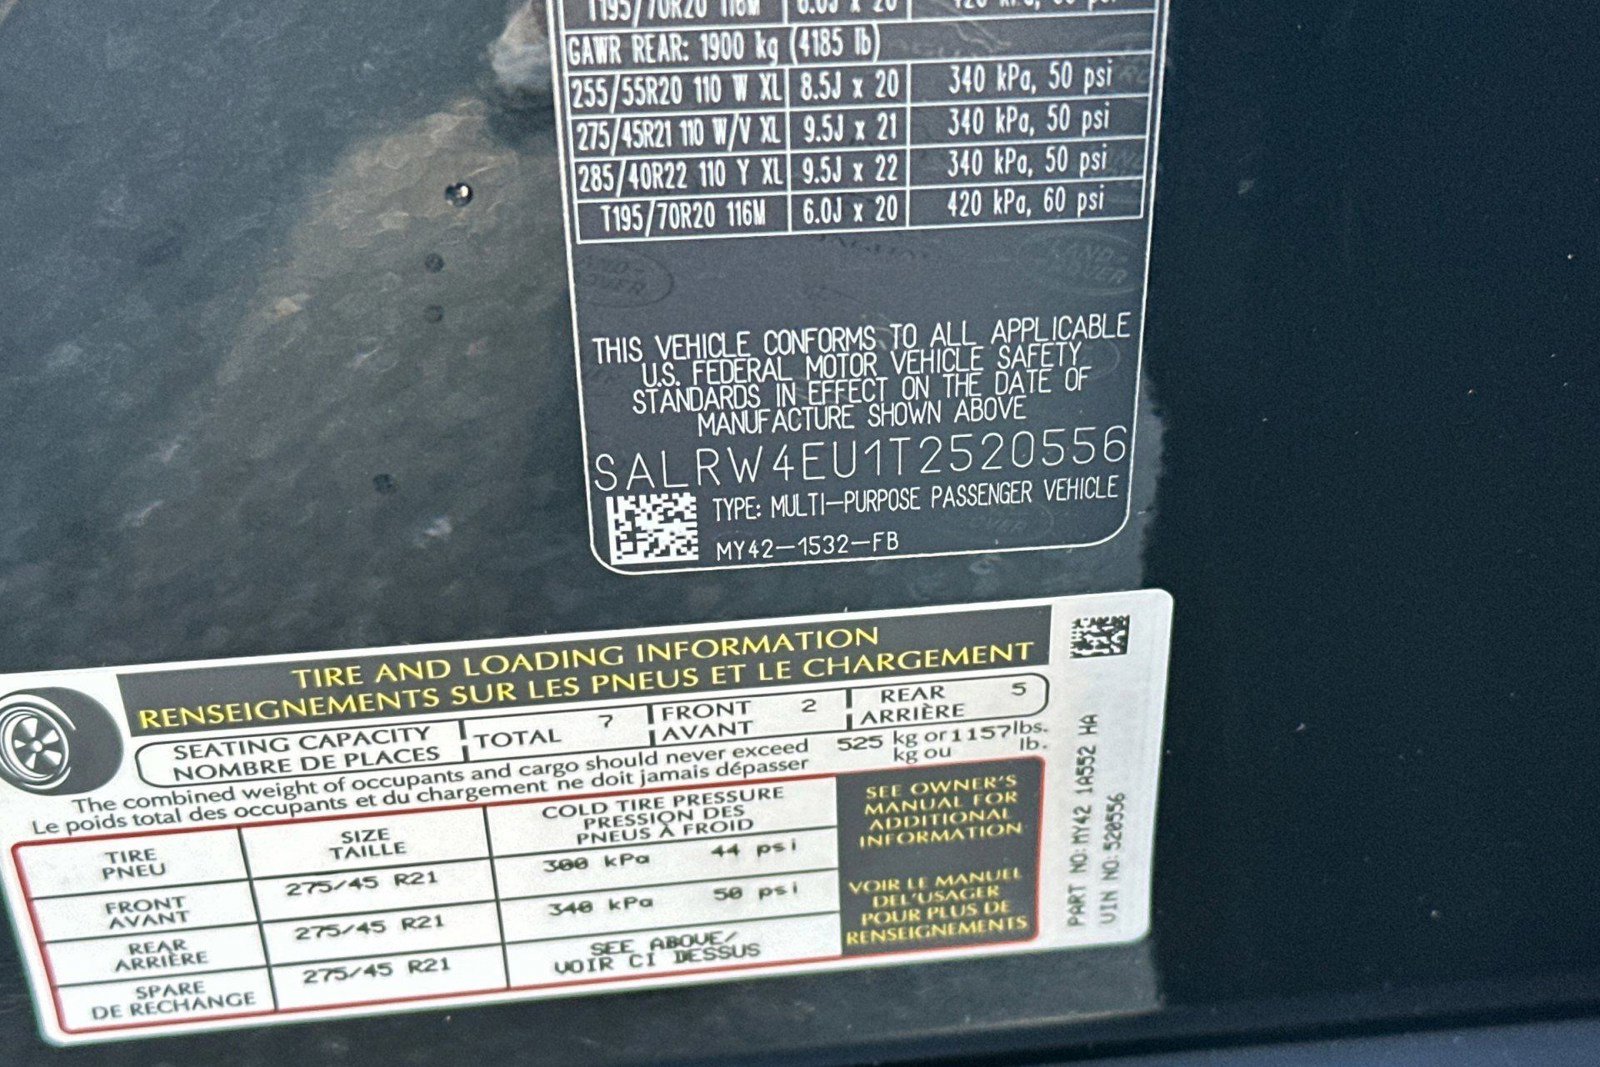 T195/70R20 116M 6.0J x 20 420 kPa, 60 psi
GAWR REAR: 1900 kg (4185 lb)
255/55R20 110 W XL 8.5J x 20 340 kPa, 50 psi
275/45R21 110 W/V XL 9.5J x 21 340 kPa, 50 psi
285/40R22 110 Y XL 9.5J x 22 340 kPa, 50 psi
T195/70R20 116M 6.0J x 20 420 kPa, 60 psi
THIS VEHICLE CONFORMS TO ALL APPLICABLE
U.S. FEDERAL MOTOR VEHICLE SAFETY
STANDARDS IN EFFECT ON THE DATE OF
MANUFACTURE SHOWN ABOVE
SALRW4EU1T2520556
TYPE: MULTI-PURPOSE PASSENGER VEHICLE
MY42-1532-FB
TIRE AND LOADING INFORMATION
RENSEIGNEMENTS SUR LES PNEUS ET LE CHARGEMENT
SEATING CAPACITY TOTAL 7 FRONT 2 REAR 5
NOMBRE DE PLACES AVANT ARRIÈRE
The combined weight of occupants and cargo should never exceed 525 kg or 1157 lbs.
Le poids total des occupants et du chargement ne doit jamais dépasser kg ou lb.
TIRE SIZE COLD TIRE PRESSURE
PNEU TAILLE PRESSION DES
PNEUS À FROID
FRONT 275/45 R21 300 kPa 44 psi
AVANT
REAR 275/45 R21 340 kPa 50 psi
ARRIÈRE
SPARE 275/45 R21 SEE ABOVE/
DE RECHANGE VOIR CI DESSUS
SEE OWNER'S
MANUAL FOR
ADDITIONAL
INFORMATION
VOIR LE MANUEL
DE L'USAGER
POUR PLUS DE
RENSEIGNEMENTS
PART NO: MY42 1A552 HA
VIN NO: 520556